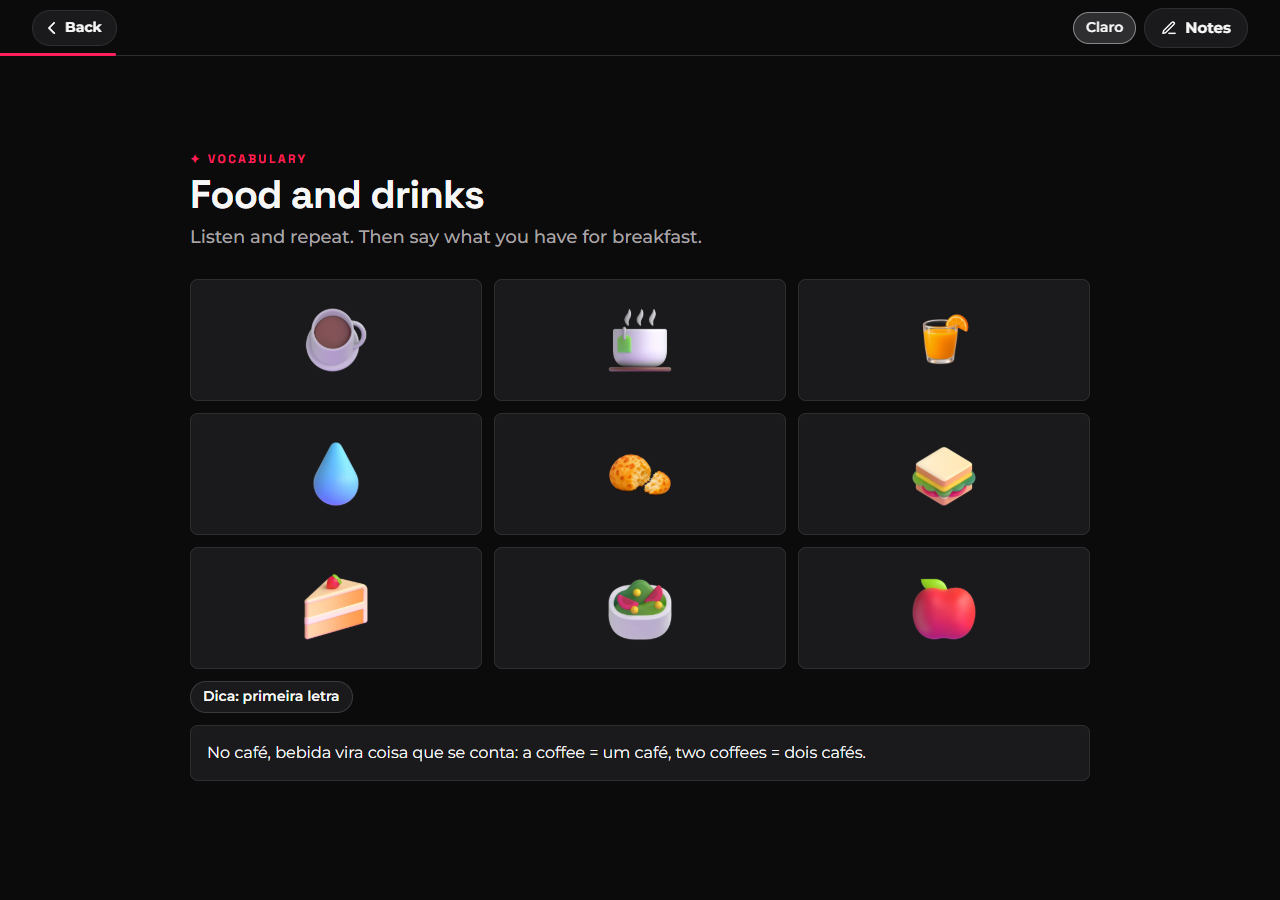 Back
Claro
Notes
✦ VOCABULARY
Food and drinks
Listen and repeat. Then say what you have for breakfast.
Dica: primeira letra
No café, bebida vira coisa que se conta: a coffee = um café, two coffees = dois cafés.